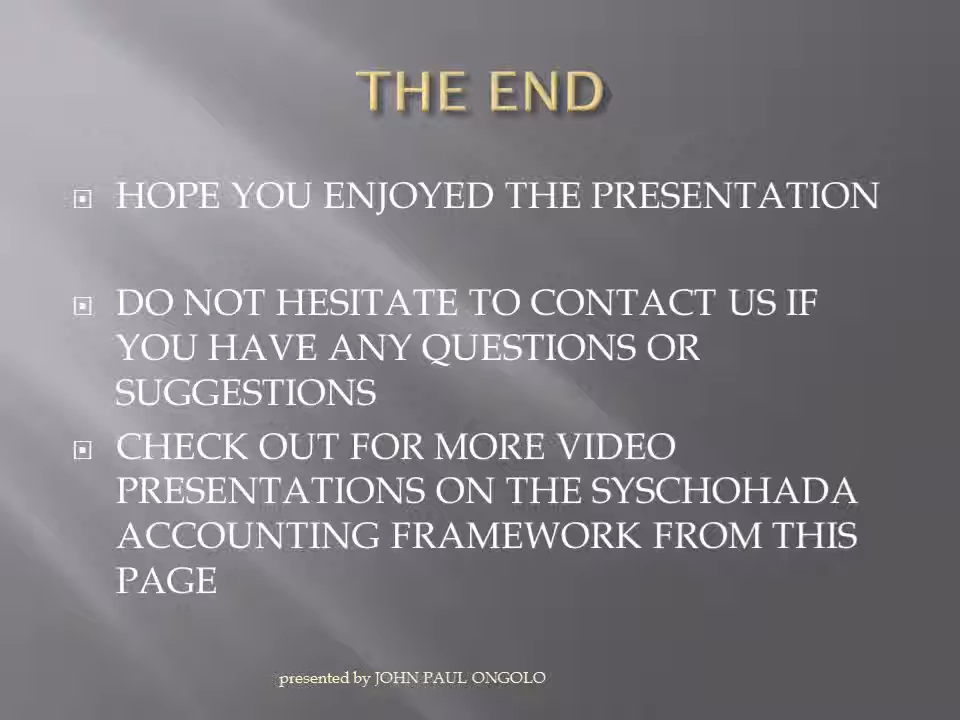 THE END
HOPE YOU ENJOYED THE PRESENTATION
DO NOT HESITATE TO CONTACT US IF
YOU HAVE ANY QUESTIONS OR
SUGGESTIONS
CHECK OUT FOR MORE VIDEO
PRESENTATIONS ON THE SYSCHOHADA
ACCOUNTING FRAMEWORK FROM THIS
PAGE
presented by JOHN PAUL ONGOLO